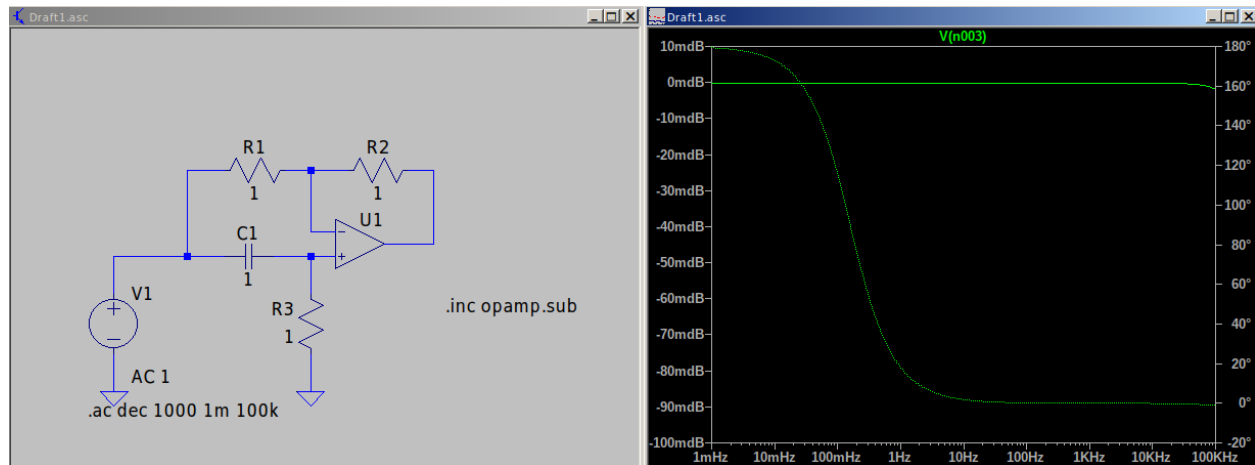 Draft1.asc
R1
1
R2
1
U1
C1
1
V1
R3
1
.inc opamp.sub
AC 1
.ac dec 1000 1m 100k
Draft1.asc
V(n003)
10mdB
0mdB
-10mdB
-20mdB
-30mdB
-40mdB
-50mdB
-60mdB
-70mdB
-80mdB
-90mdB
-100mdB
180°
160°
140°
120°
100°
80°
60°
40°
20°
0°
-20°
1mHz 10mHz 100mHz 1Hz 10Hz 100Hz 1KHz 10KHz 100KHz